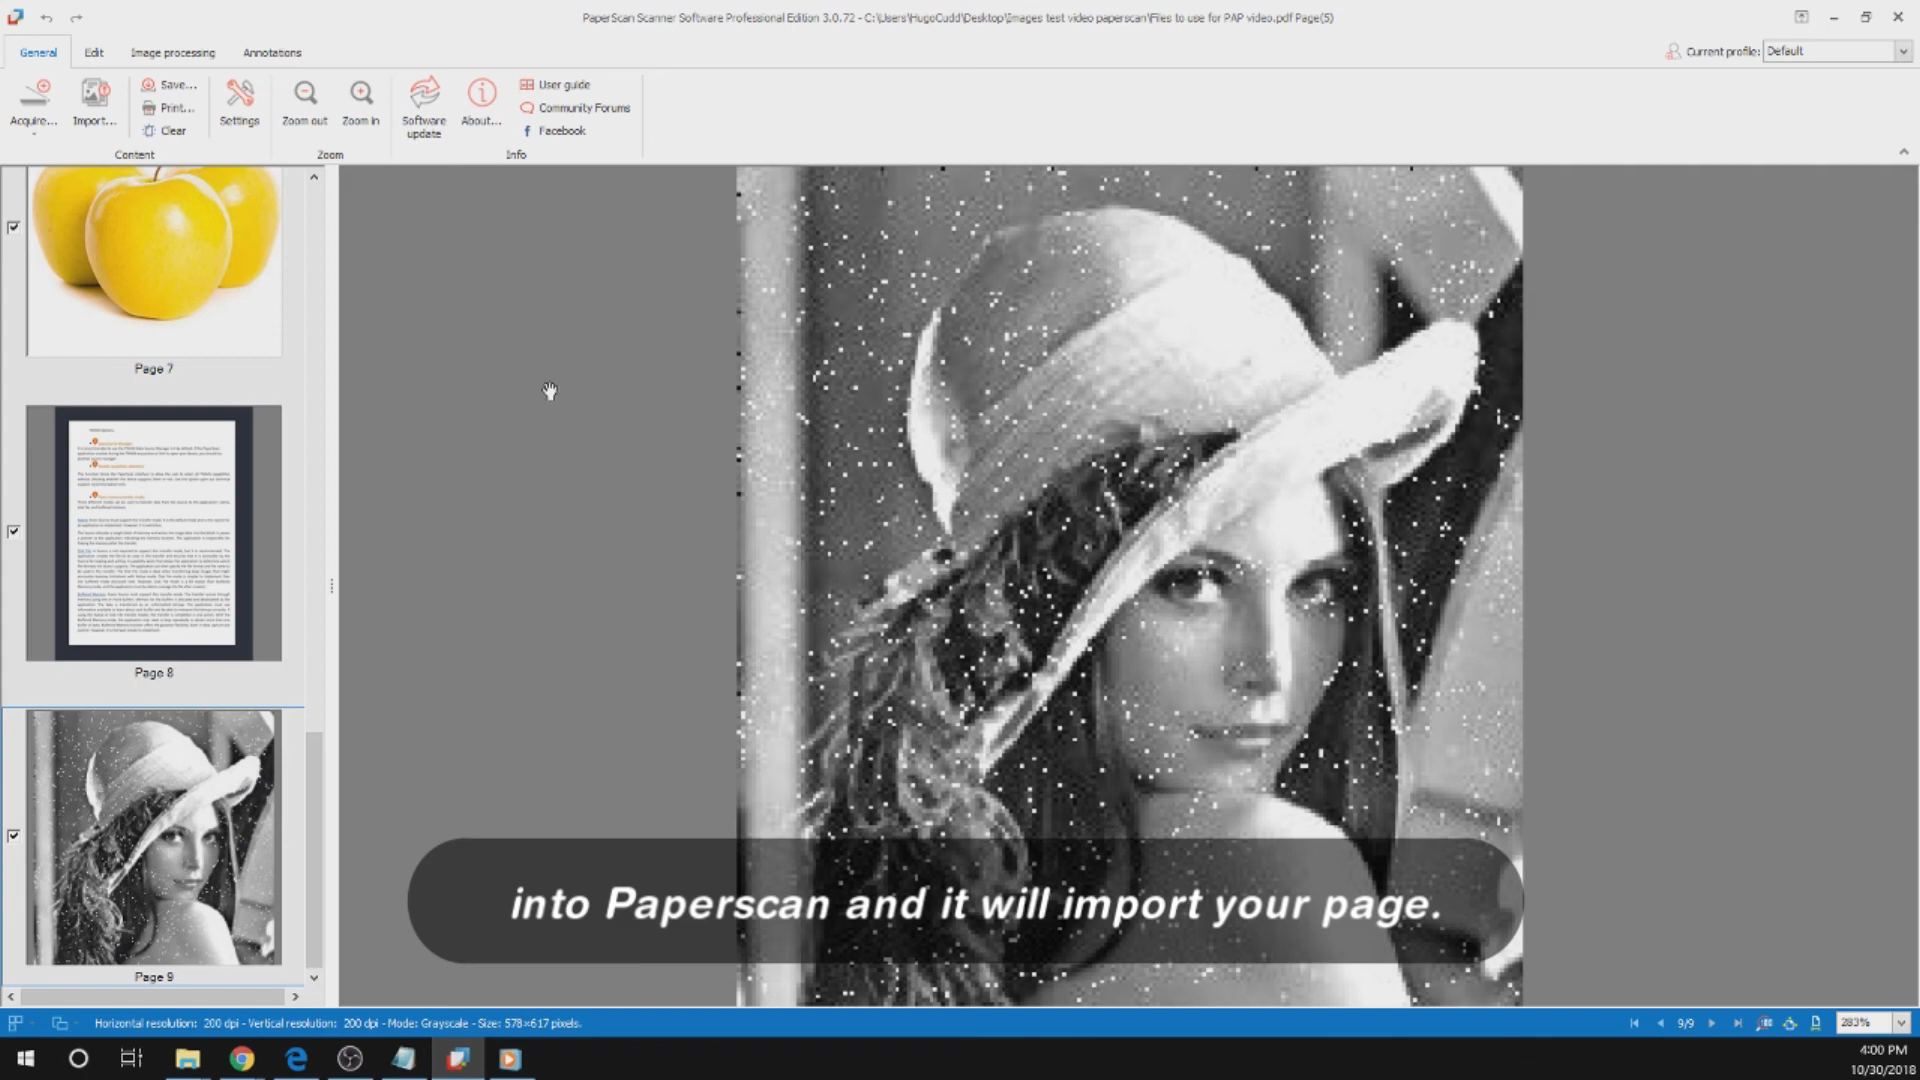 PaperScan Scanner Software Professional Edition 3.0.72 - C:\Users\HugoCudd\Desktop\Images test video paperscan\Files to use for PAP video.pdf Page(5)
General
Edit
Image processing
Annotations
Current profile:
Default
Acquire...
Import...
Save...
Print...
Clear
Settings
Zoom out
Zoom in
Software
update
About...
User guide
Community Forums
Facebook
Content
Zoom
Info
Page 7
Page 8
Page 9
into Paperscan and it will import your page.
Horizontal resolution: 200 dpi - Vertical resolution: 200 dpi - Mode: Grayscale - Size: 578×617 pixels.
9/9
283%
4:00 PM
10/30/2018